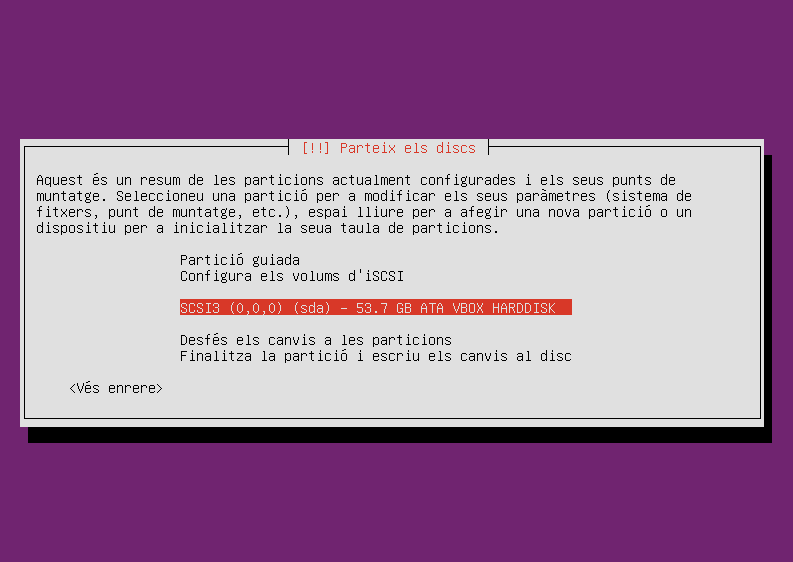 [!!] Parteix els discs
Aquest és un resum de les particions actualment configurades i els seus punts de
muntatge. Seleccioneu una partició per a modificar els seus paràmetres (sistema de
fitxers, punt de muntatge, etc.), espai lliure per a afegir una nova partició o un
dispositiu per a inicialitzar la seua taula de particions.
Partició guiada
Configura els volums d'iSCSI
SCSI3 (0,0,0) (sda) - 53.7 GB ATA VBOX HARDDISK
Desfés els canvis a les particions
Finalitza la partició i escriu els canvis al disc
<Vés enrere>